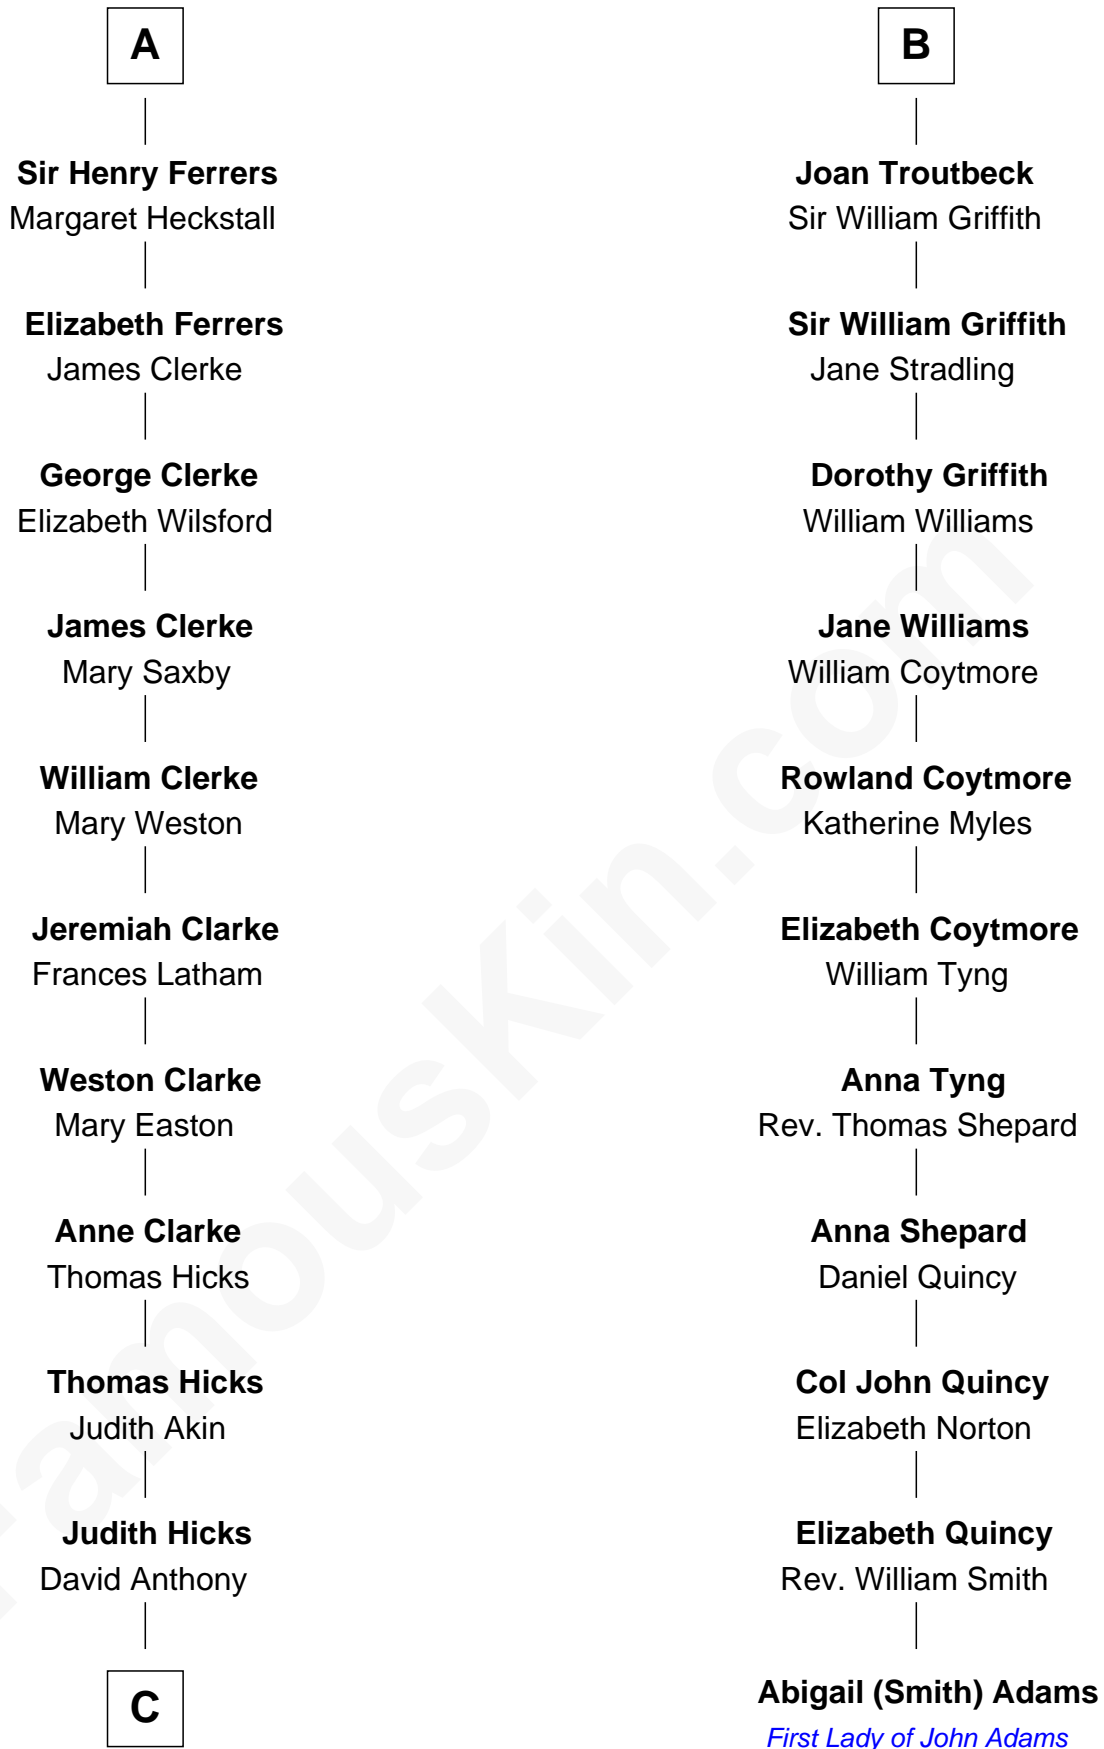 A
Sir Henry Ferrers
Margaret Heckstall
Elizabeth Ferrers
James Clerke
George Clerke
Elizabeth Wilsford
James Clerke
Mary Saxby
William Clerke
Mary Weston
Jeremiah Clarke
Frances Latham
Weston Clarke
Mary Easton
Anne Clarke
Thomas Hicks
Thomas Hicks
Judith Akin
Judith Hicks
David Anthony
C
B
Joan Troutbeck
Sir William Griffith
Sir William Griffith
Jane Stradling
Dorothy Griffith
William Williams
Jane Williams
William Coytmore
Rowland Coytmore
Katherine Myles
Elizabeth Coytmore
William Tyng
Anna Tyng
Rev. Thomas Shepard
Anna Shepard
Daniel Quincy
Col John Quincy
Elizabeth Norton
Elizabeth Quincy
Rev. William Smith
Abigail (Smith) Adams
First Lady of John Adams
FamousKin.com